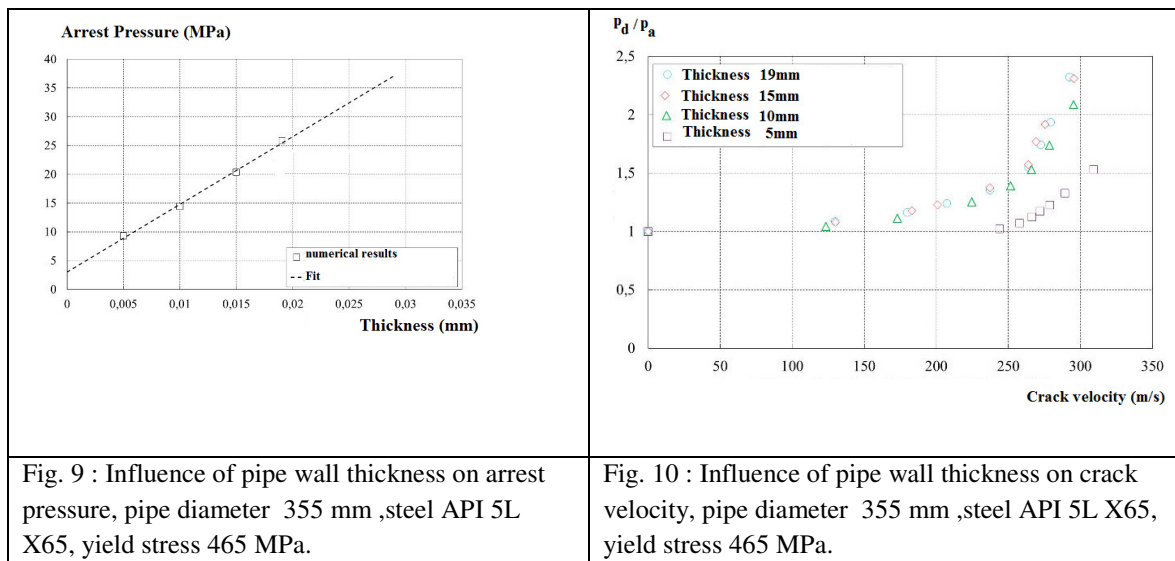 Arrest Pressure (MPa)
40
35
30
25
20
15
10
5
0
0 0,005 0,01 0,015 0,02 0,025 0,03 0,035
numerical results
Fit
Thickness (mm)
Fig. 9 : Influence of pipe wall thickness on arrest
pressure, pipe diameter 355 mm ,steel API 5L
X65, yield stress 465 MPa.
p_d / p_a
2,5
2
1,5
1
0,5
0
0 50 100 150 200 250 300 350
Thickness 19mm
Thickness 15mm
Thickness 10mm
Thickness 5mm
Crack velocity (m/s)
Fig. 10 : Influence of pipe wall thickness on crack
velocity, pipe diameter 355 mm ,steel API 5L X65,
yield stress 465 MPa.